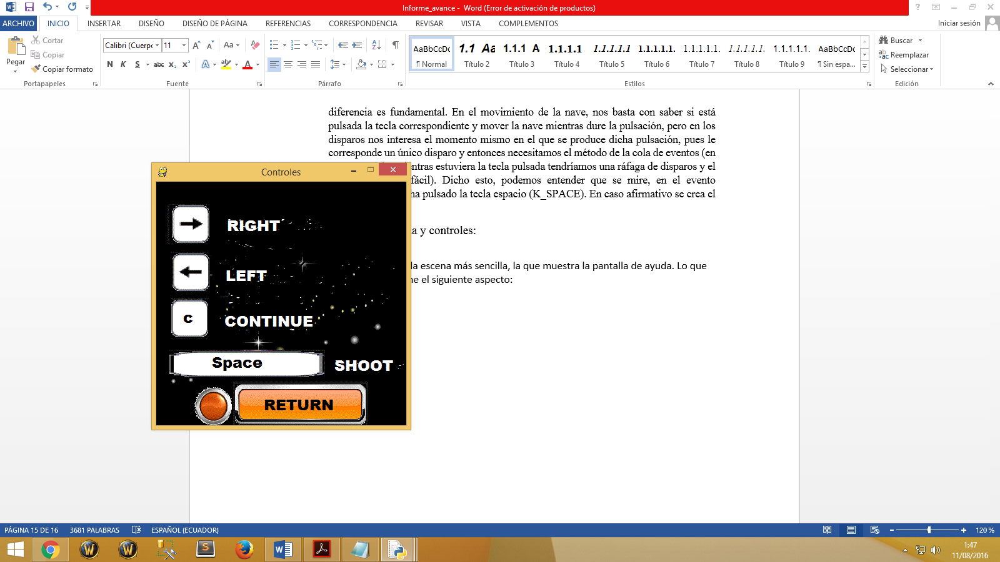 Informe_avance - Word (Error de activación de productos)
ARCHIVO INICIO INSERTAR DISEÑO DISEÑO DE PÁGINA REFERENCIAS CORRESPONDENCIA REVISAR VISTA COMPLEMENTOS Iniciar sesión
Pegar
Cortar
Copiar
Copiar formato
Portapapeles
Calibri (Cuerpo 11
N K S abc x₂ x²
Fuente
Párrafo
AaBbCcDc 1.1 Aa 1.1.1 A 1.1.1.1 1.1.1.1.1 1.1.1.1.1. 1.1.1.1.1. 1.1.1.1.1. 1.1.1.1.1. AaBbCcDc
¶ Normal Título 2 Título 3 Título 4 Título 5 Título 6 Título 7 Título 8 Título 9 ¶ Sin espa...
Estilos
Buscar
Reemplazar
Seleccionar
Edición
diferencia es fundamental. En el movimiento de la nave, nos basta con saber si está
pulsada la tecla correspondiente y mover la nave mientras dure la pulsación, pero en los
disparos nos interesa el momento mismo en el que se produce dicha pulsación, pues le
corresponde un único disparo y entonces necesitamos el método de la cola de eventos (en
ntras estuviera la tecla pulsada tendríamos una ráfaga de disparos y el
fácil). Dicho esto, podemos entender que se mire, en el evento
ha pulsado la tecla espacio (K_SPACE). En caso afirmativo se crea el
a y controles:
la escena más sencilla, la que muestra la pantalla de ayuda. Lo que
ne el siguiente aspecto:
Controles
RIGHT
LEFT
C CONTINUE
Space SHOOT
RETURN
PÁGINA 15 DE 16 3681 PALABRAS ESPAÑOL (ECUADOR) 120 %
1:47
11/08/2016